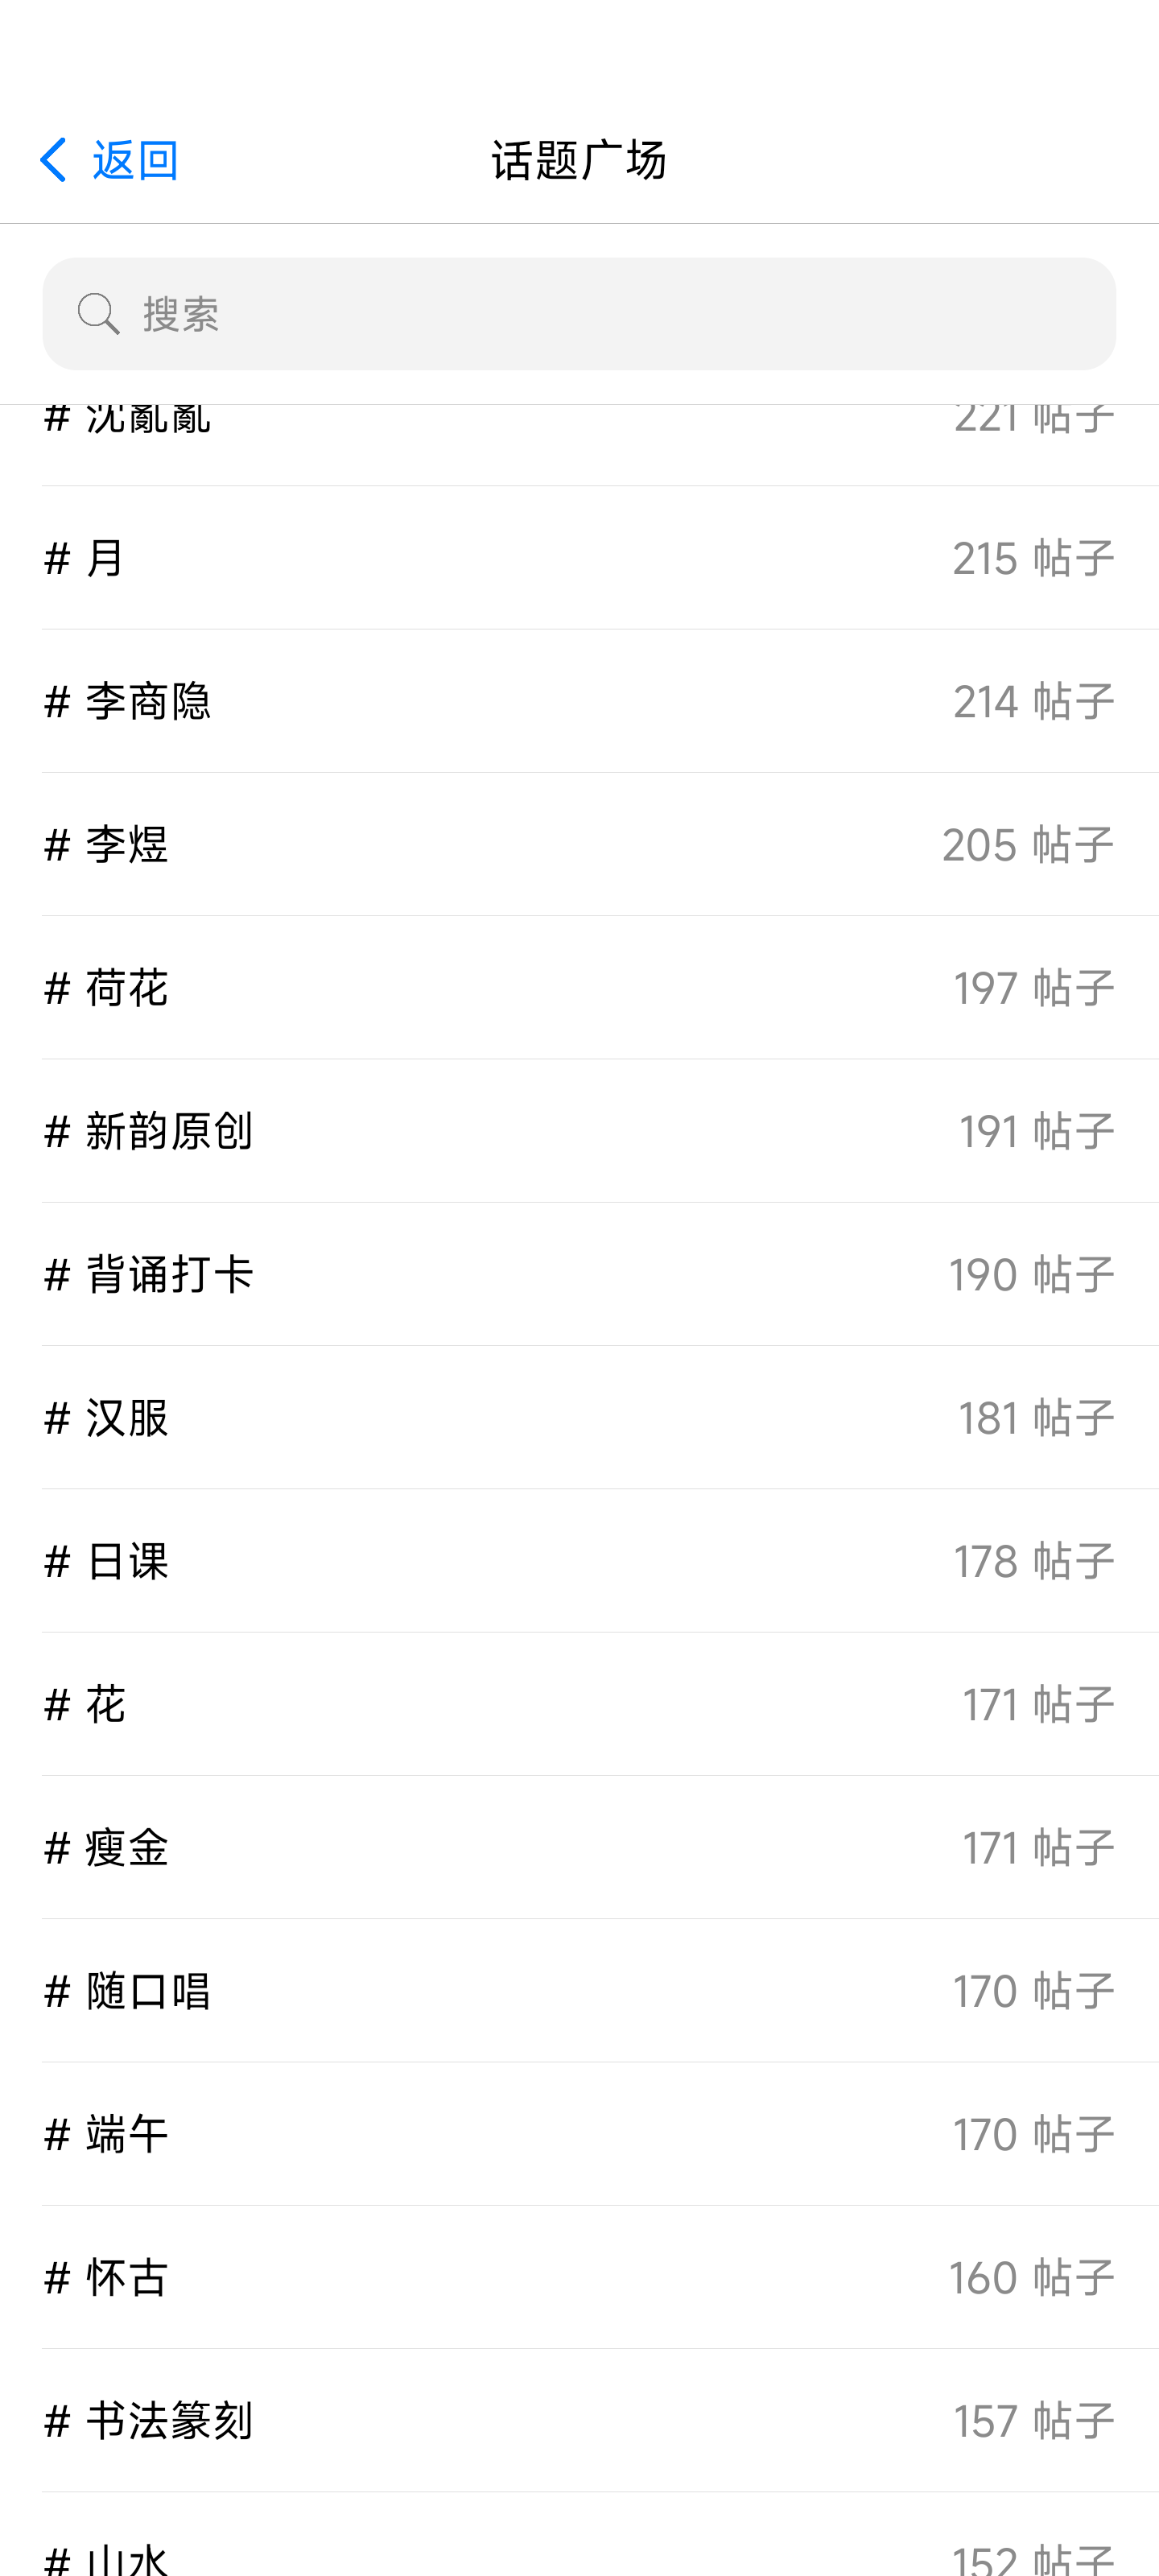 返回
话题广场
搜索
# 沈亂亂 221 帖子
# 月 215 帖子
# 李商隐 214 帖子
# 李煜 205 帖子
# 荷花 197 帖子
# 新韵原创 191 帖子
# 背诵打卡 190 帖子
# 汉服 181 帖子
# 日课 178 帖子
# 花 171 帖子
# 瘦金 171 帖子
# 随口唱 170 帖子
# 端午 170 帖子
# 怀古 160 帖子
# 书法篆刻 157 帖子
# 山水 152 帖子